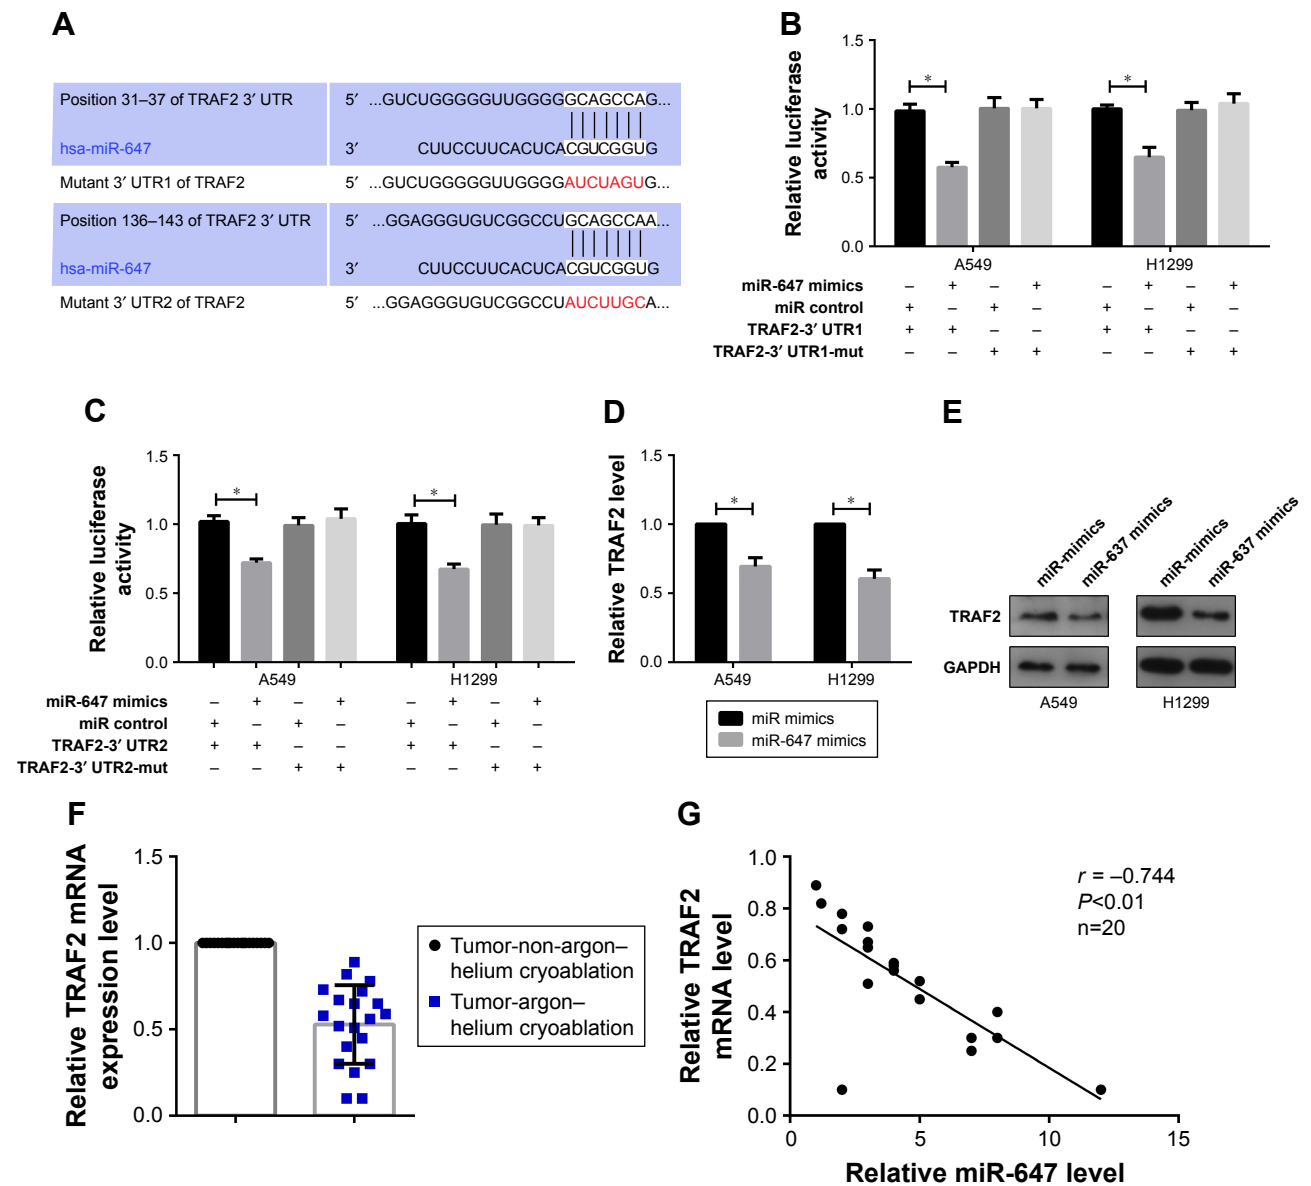 A
Position 31–37 of TRAF2 3′ UTR 5′ ...GUCUGGGGGUUGGGGGCAGCCAG...
hsa-miR-647 3′ CUUCCUUCACUCACGUCGGUG
Mutant 3′ UTR1 of TRAF2 5′ ...GUCUGGGGGUUGGGGAUCUAGUG...
Position 136–143 of TRAF2 3′ UTR 5′ ...GGAGGGUGUCGGCCUGCAGCCAA...
hsa-miR-647 3′ CUUCCUUCACUCACGUCGGUG
Mutant 3′ UTR2 of TRAF2 5′ ...GGAGGGUGUCGGCCUAUCUUGCA...
B
Relative luciferase
activity
1.5
1.0
0.5
0.0
* *
A549 H1299
miR-647 mimics – + – + – + – +
miR control + – + – + – + –
TRAF2-3′ UTR1 + + – – + + – –
TRAF2-3′ UTR1-mut – – + + – – + +
C
Relative luciferase
activity
1.5
1.0
0.5
0.0
* *
A549 H1299
miR-647 mimics – + – + – + – +
miR control + – + – + – + –
TRAF2-3′ UTR2 + + – – + + – –
TRAF2-3′ UTR2-mut – – + + – – + +
D
Relative TRAF2 level
1.5
1.0
0.5
0.0
* *
A549 H1299
miR mimics
miR-647 mimics
E
miR-mimics miR-637 mimics miR-mimics miR-637 mimics
TRAF2
GAPDH
A549 H1299
F
Relative TRAF2 mRNA
expression level
1.5
1.0
0.5
0.0
Tumor-non-argon–
helium cryoablation
Tumor-argon–
helium cryoablation
G
Relative TRAF2
mRNA level
1.0
0.8
0.6
0.4
0.2
0.0
r = –0.744
P<0.01
n=20
0 5 10 15
Relative miR-647 level